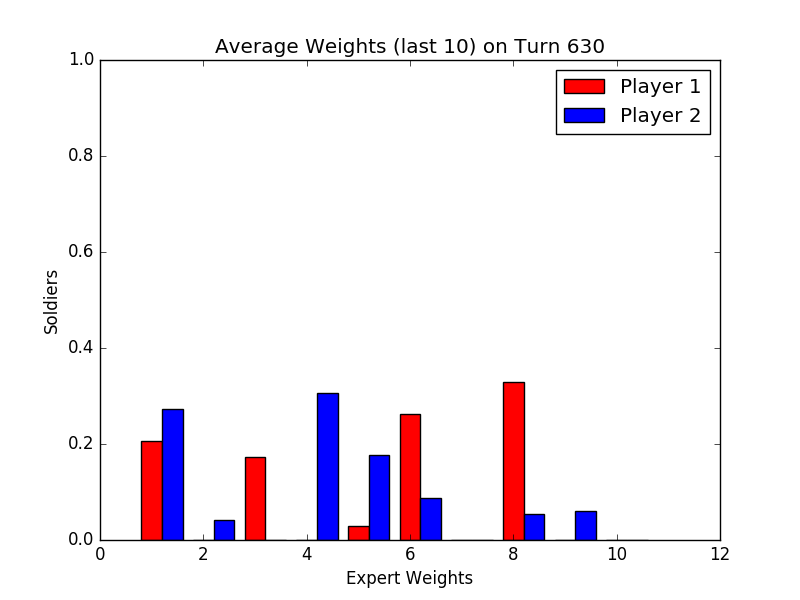 Average Weights (last 10) on Turn 630
Player 1
Player 2
1.0
0.8
0.6
0.4
0.2
0.0
Soldiers
0 2 4 6 8 10 12
Expert Weights